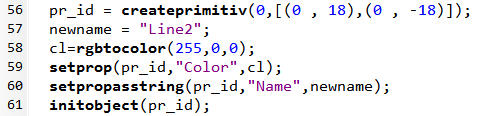 56 pr_id = createprimitiv(0,[(0 , 18),(0 , -18)]);
57 newname = "Line2";
58 cl=rgbtocolor(255,0,0);
59 setprop(pr_id,"Color",cl);
60 setpropasstring(pr_id,"Name",newname);
61 initobject(pr_id);